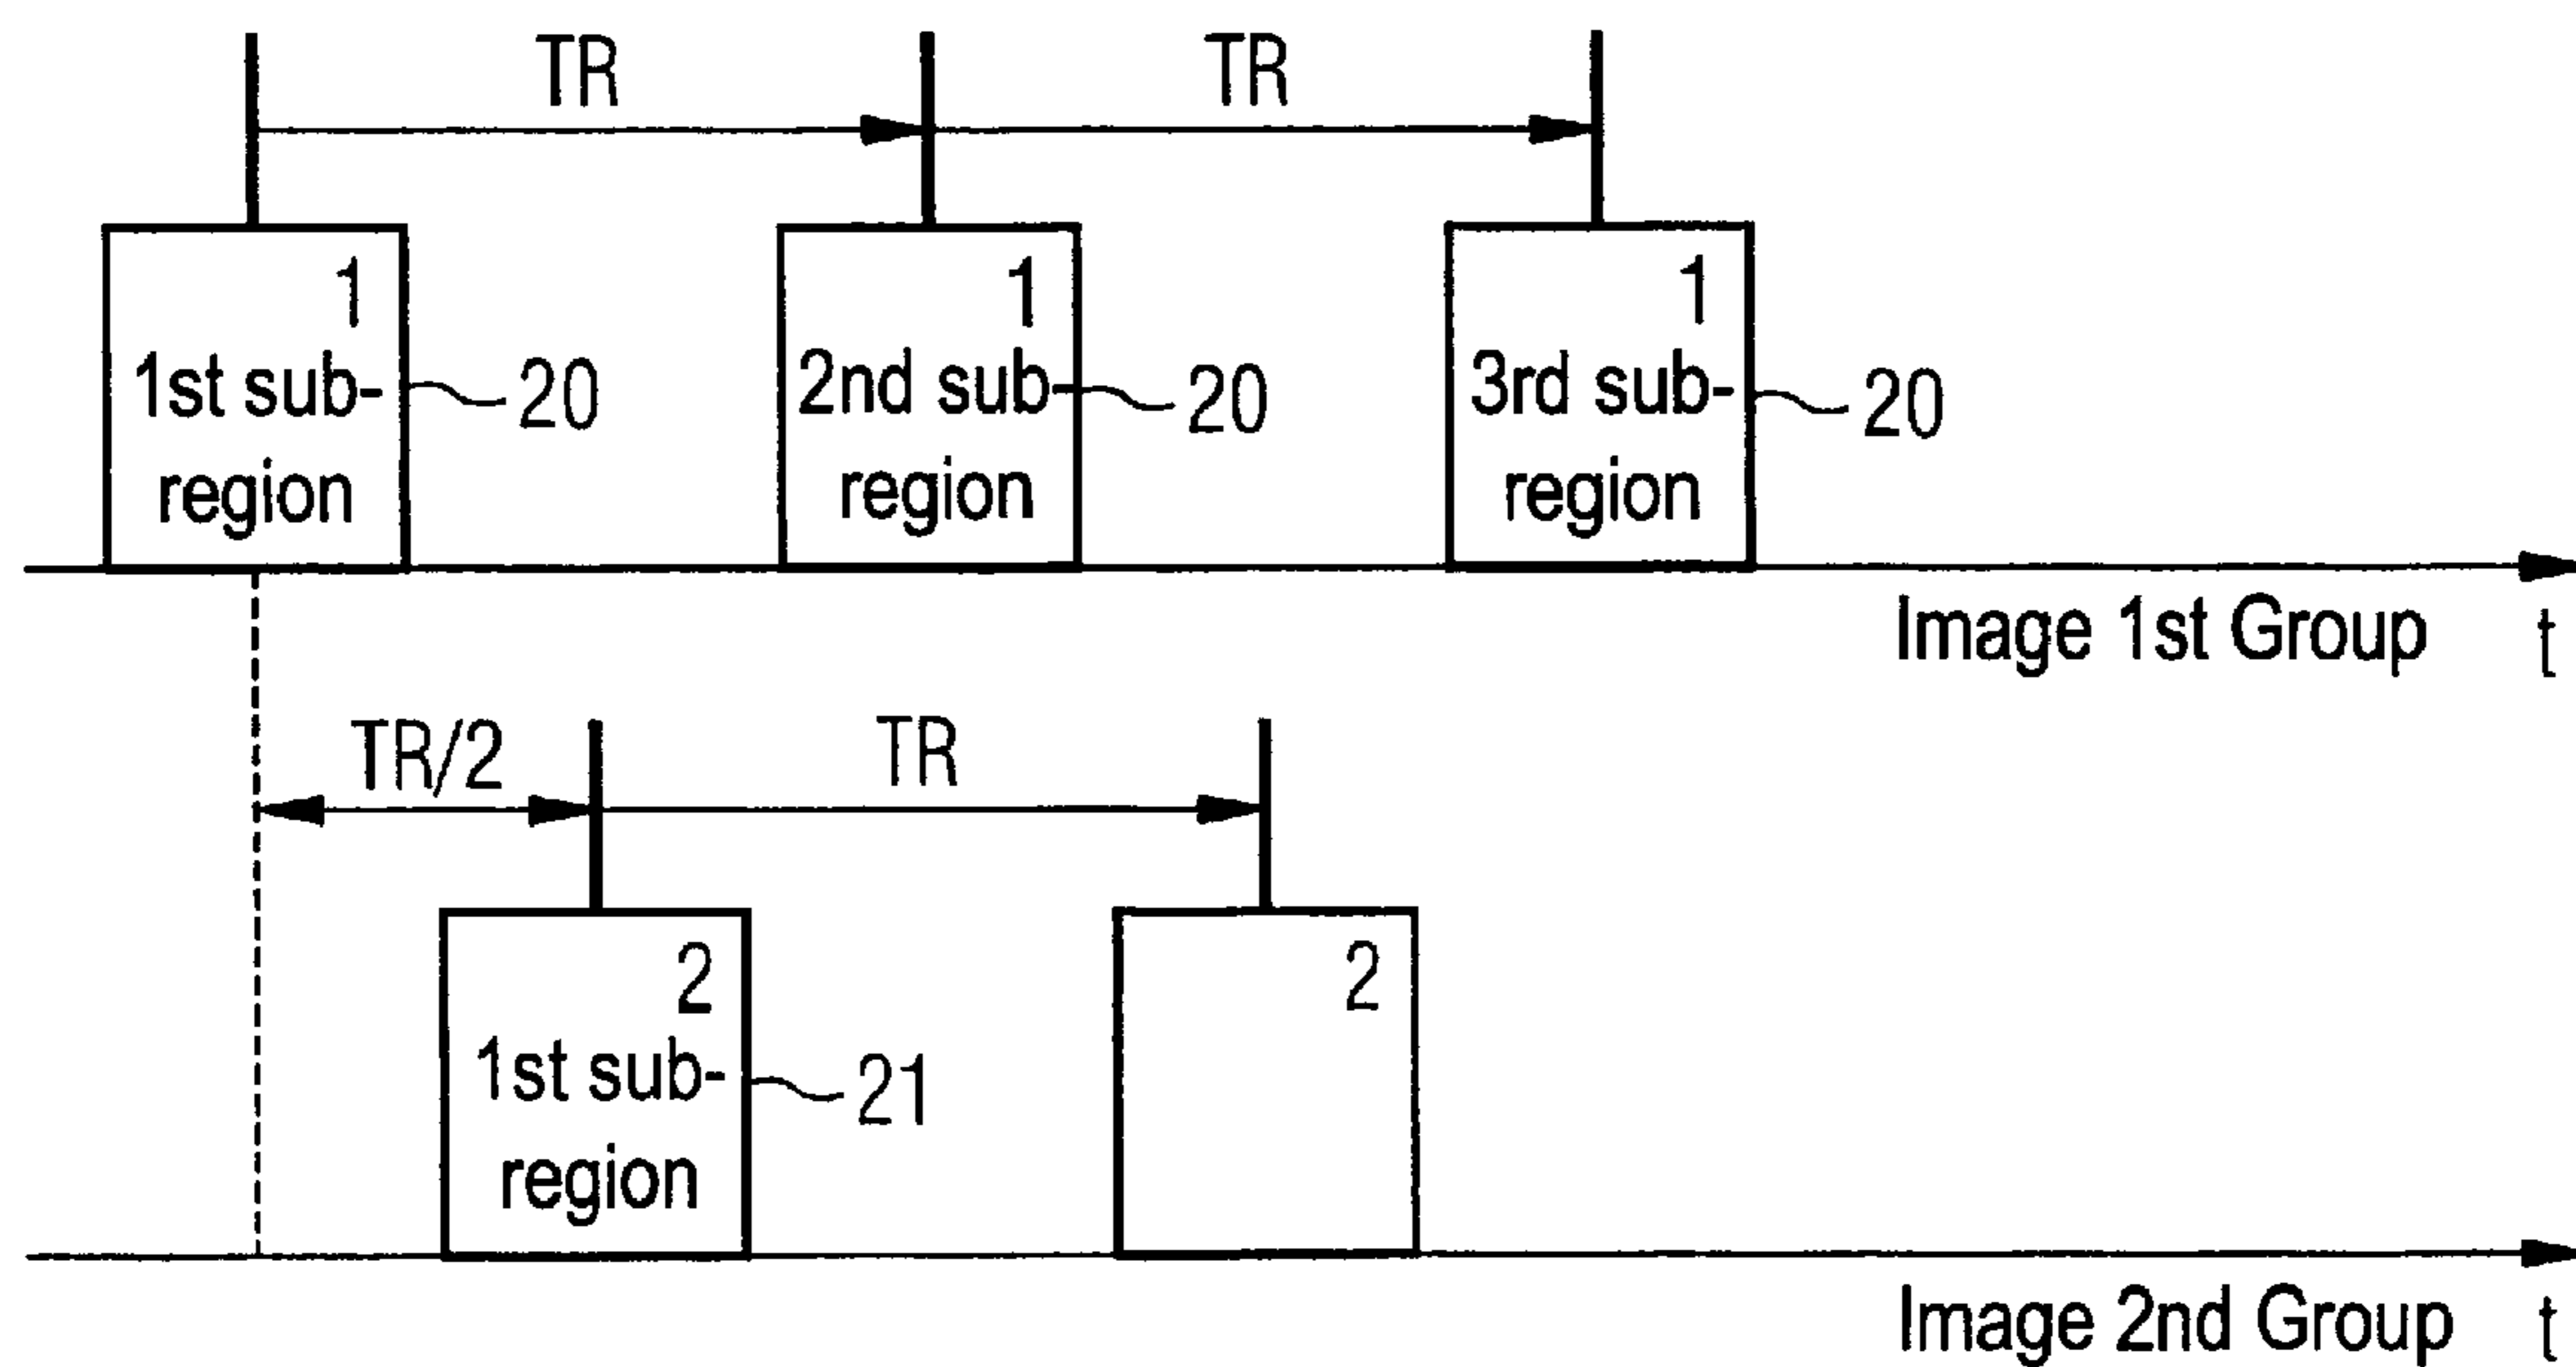 TR TR
1 1 1
1st sub- 20 2nd sub- 20 3rd sub- 20
region region region
Image 1st Group t
TR/2 TR
2 2
1st sub- 21
region
Image 2nd Group t